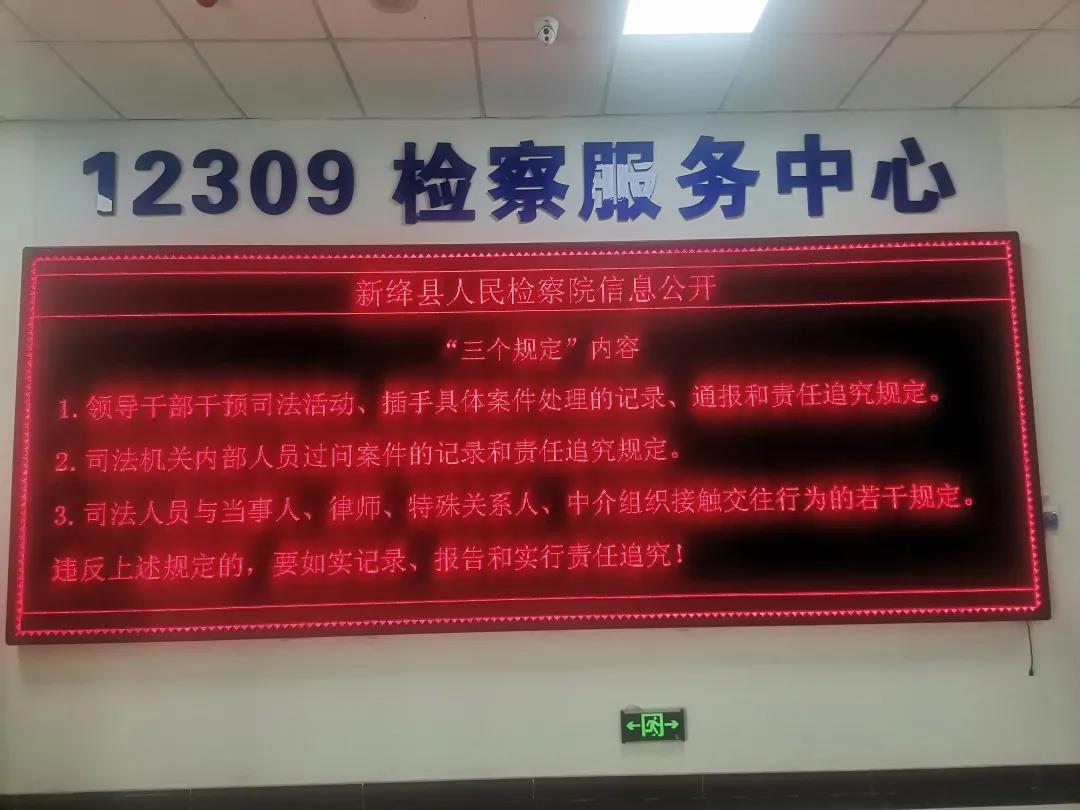 12309 检察服务中心
新绛县人民检察院信息公开
“三个规定”内容
1. 领导干部干预司法活动、插手具体案件处理的记录、通报和责任追究规定。
2. 司法机关内部人员过问案件的记录和责任追究规定。
3. 司法人员与当事人、律师、特殊关系人、中介组织接触交往行为的若干规定。
违反上述规定的，要如实记录、报告和实行责任追究！